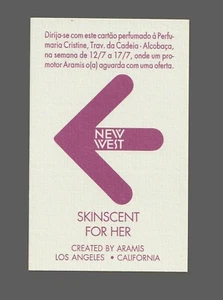 Dirija-se com este cartão perfumado á Perfu-
maria Cristine, Trav. da Cadeia - Alcobaça,
na semana de 12/7 a 17/7, onde um pro-
motor Aramis o(a) aguarda com uma oferta.
NEW
WEST
SKINSCENT
FOR HER
CREATED BY ARAMIS
LOS ANGELES • CALIFORNIA